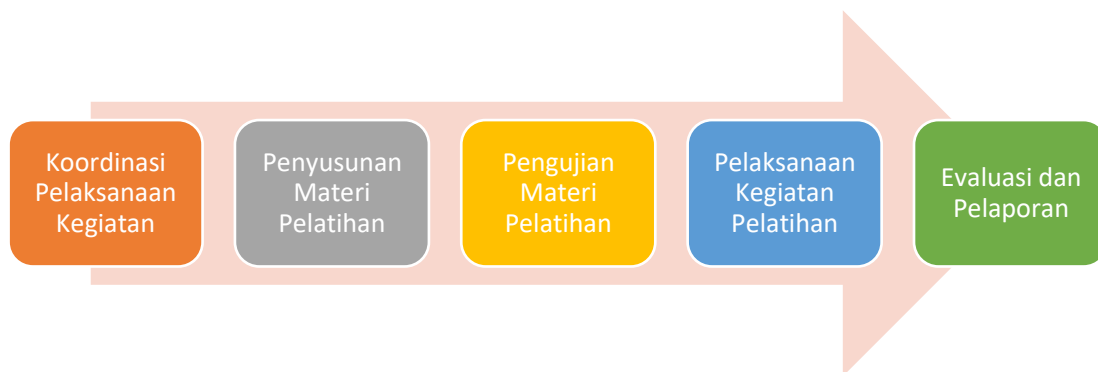 Koordinasi
Pelaksanaan
Kegiatan
Penyusunan
Materi
Pelatihan
Pengujian
Materi
Pelatihan
Pelaksanaan
Kegiatan
Pelatihan
Evaluasi dan
Pelaporan